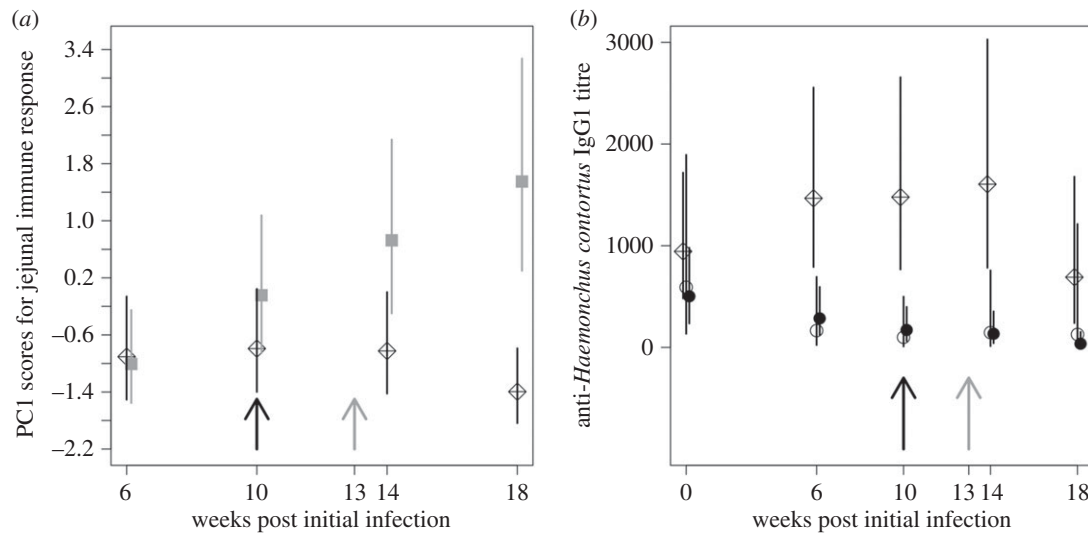 (a)
PC1 scores for jejunal immune response
3.4
2.6
1.8
1.0
0.2
–0.6
–1.4
–2.2
6 10 13 14 18
weeks post initial infection
(b)
anti-Haemonchus contortus IgG1 titre
3000
2000
1000
0
0 6 10 13 14 18
weeks post initial infection